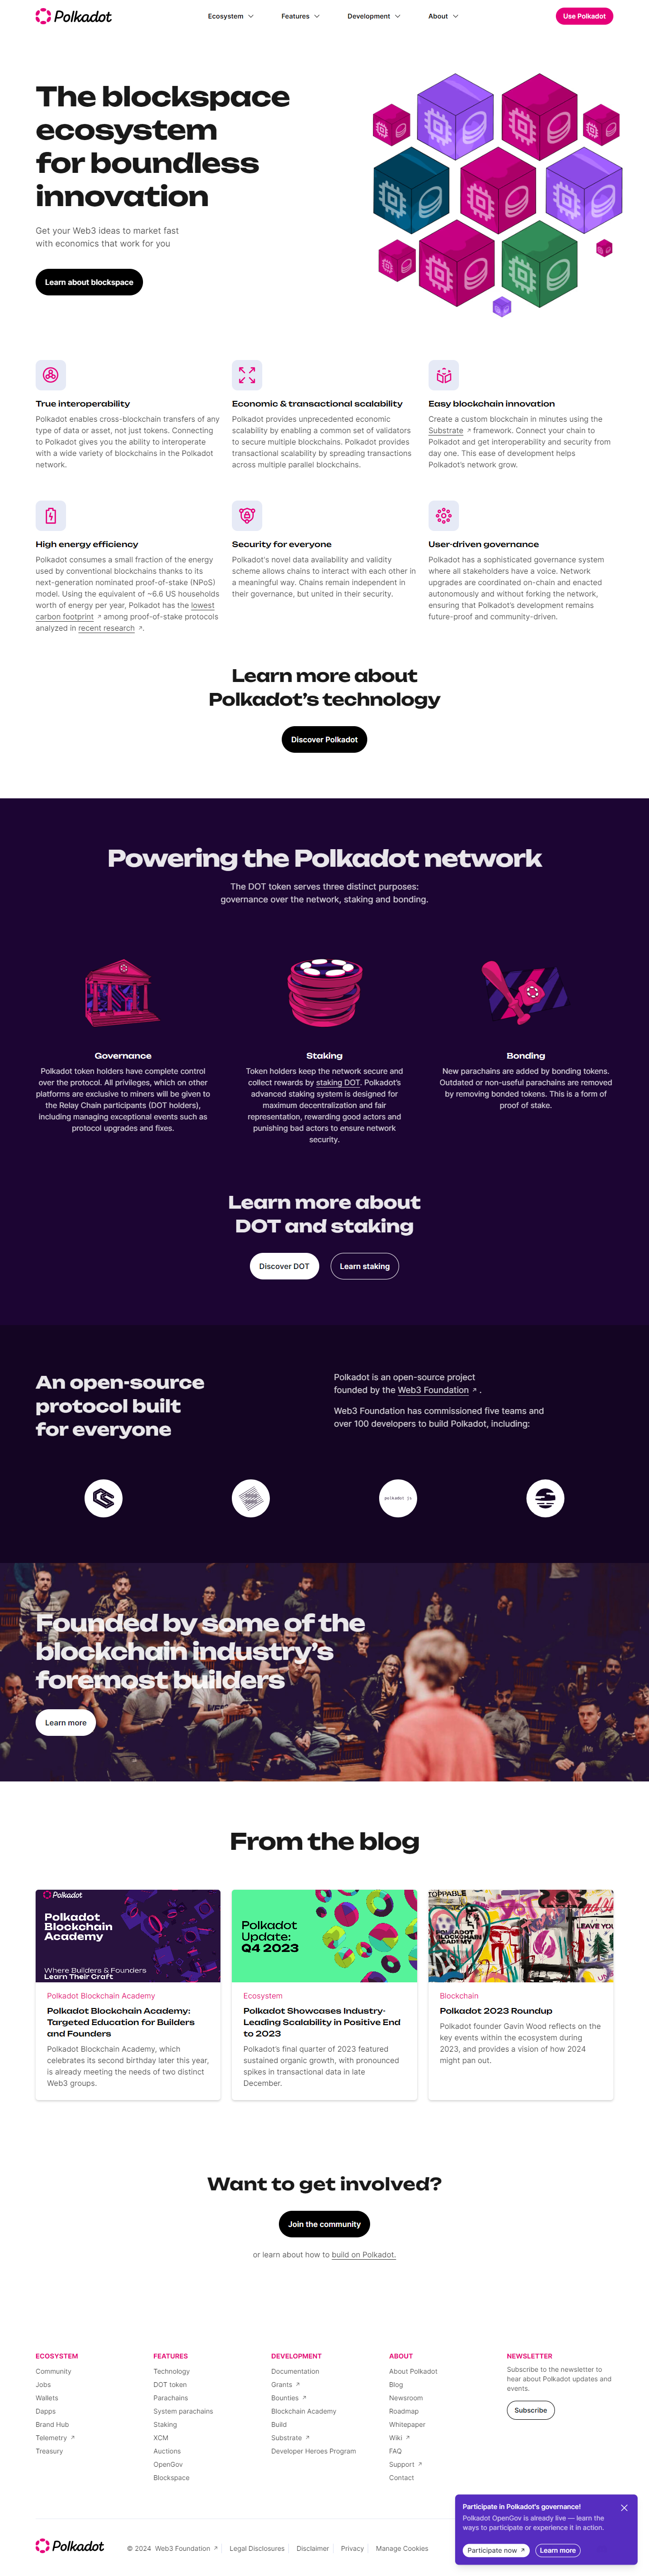 Polkadot
Ecosystem
Features
Development
About
Use Polkadot
The blockspace
ecosystem
for boundless
innovation
Get your Web3 ideas to market fast
with economics that work for you
Learn about blockspace
True interoperability
Polkadot enables cross-blockchain transfers of any
type of data or asset, not just tokens. Connecting
to Polkadot gives you the ability to interoperate
with a wide variety of blockchains in the Polkadot
network.
Economic & transactional scalability
Polkadot provides unprecedented economic
scalability by enabling a common set of validators
to secure multiple blockchains. Polkadot provides
transactional scalability by spreading transactions
across multiple parallel blockchains.
Easy blockchain innovation
Create a custom blockchain in minutes using the
Substrate ↗ framework. Connect your chain to
Polkadot and get interoperability and security from
day one. This ease of development helps
Polkadot's network grow.
High energy efficiency
Polkadot consumes a small fraction of the energy
used by conventional blockchains thanks to its
next-generation nominated proof-of-stake (NPoS)
model. Using the equivalent of ~6.6 US households
worth of energy per year, Polkadot has the lowest
carbon footprint ↗ among proof-of-stake protocols
analyzed in recent research ↗.
Security for everyone
Polkadot's novel data availability and validity
scheme allows chains to interact with each other in
a meaningful way. Chains remain independent in
their governance, but united in their security.
User-driven governance
Polkadot has a sophisticated governance system
where all stakeholders have a voice. Network
upgrades are coordinated on-chain and enacted
autonomously and without forking the network,
ensuring that Polkadot's development remains
future-proof and community-driven.
Learn more about
Polkadot's technology
Discover Polkadot
Powering the Polkadot network
The DOT token serves three distinct purposes:
governance over the network, staking and bonding.
Governance
Polkadot token holders have complete control
over the protocol. All privileges, which on other
platforms are exclusive to miners will be given to
the Relay Chain participants (DOT holders),
including managing exceptional events such as
protocol upgrades and fixes.
Staking
Token holders keep the network secure and
collect rewards by staking DOT. Polkadot's
advanced staking system is designed for
maximum decentralization and fair
representation, rewarding good actors and
punishing bad actors to ensure network
security.
Bonding
New parachains are added by bonding tokens.
Outdated or non-useful parachains are removed
by removing bonded tokens. This is a form of
proof of stake.
Learn more about
DOT and staking
Discover DOT
Learn staking
An open-source
protocol built
for everyone
Polkadot is an open-source project
founded by the Web3 Foundation ↗ .
Web3 Foundation has commissioned five teams and
over 100 developers to build Polkadot, including:
polkadot js
Founded by some of the
blockchain industry's
foremost builders
Learn more
From the blog
Polkadot
Polkadot
Blockchain
Academy
Where Builders & Founders
Learn Their Craft
Polkadot Blockchain Academy
Polkadot Blockchain Academy:
Targeted Education for Builders
and Founders
Polkadot Blockchain Academy, which
celebrates its second birthday later this year,
is already meeting the needs of two distinct
Web3 groups.
Polkadot
Update:
Q4 2023
Ecosystem
Polkadot Showcases Industry-
Leading Scalability in Positive End
to 2023
Polkadot's final quarter of 2023 featured
sustained organic growth, with pronounced
spikes in transactional data in late
December.
TOPPABLE
LEAVE YOU
POLKADOT
BLOCKCHAIN
ACADEMY
Blockchain
Polkadot 2023 Roundup
Polkadot founder Gavin Wood reflects on the
key events within the ecosystem during
2023, and provides a vision of how 2024
might pan out.
Want to get involved?
Join the community
or learn about how to build on Polkadot.
ECOSYSTEM
Community
Jobs
Wallets
Dapps
Brand Hub
Telemetry ↗
Treasury
FEATURES
Technology
DOT token
Parachains
System parachains
Staking
XCM
Auctions
OpenGov
Blockspace
DEVELOPMENT
Documentation
Grants ↗
Bounties ↗
Blockchain Academy
Build
Substrate ↗
Developer Heroes Program
ABOUT
About Polkadot
Blog
Newsroom
Roadmap
Whitepaper
Wiki ↗
FAQ
Support ↗
Contact
NEWSLETTER
Subscribe to the newsletter to
hear about Polkadot updates and
events.
Subscribe
Participate in Polkadot's governance!
Polkadot OpenGov is already live — learn the
ways to participate or experience it in action.
Participate now ↗
Learn more
Polkadot
© 2024 Web3 Foundation ↗
Legal Disclosures
Disclaimer
Privacy
Manage Cookies